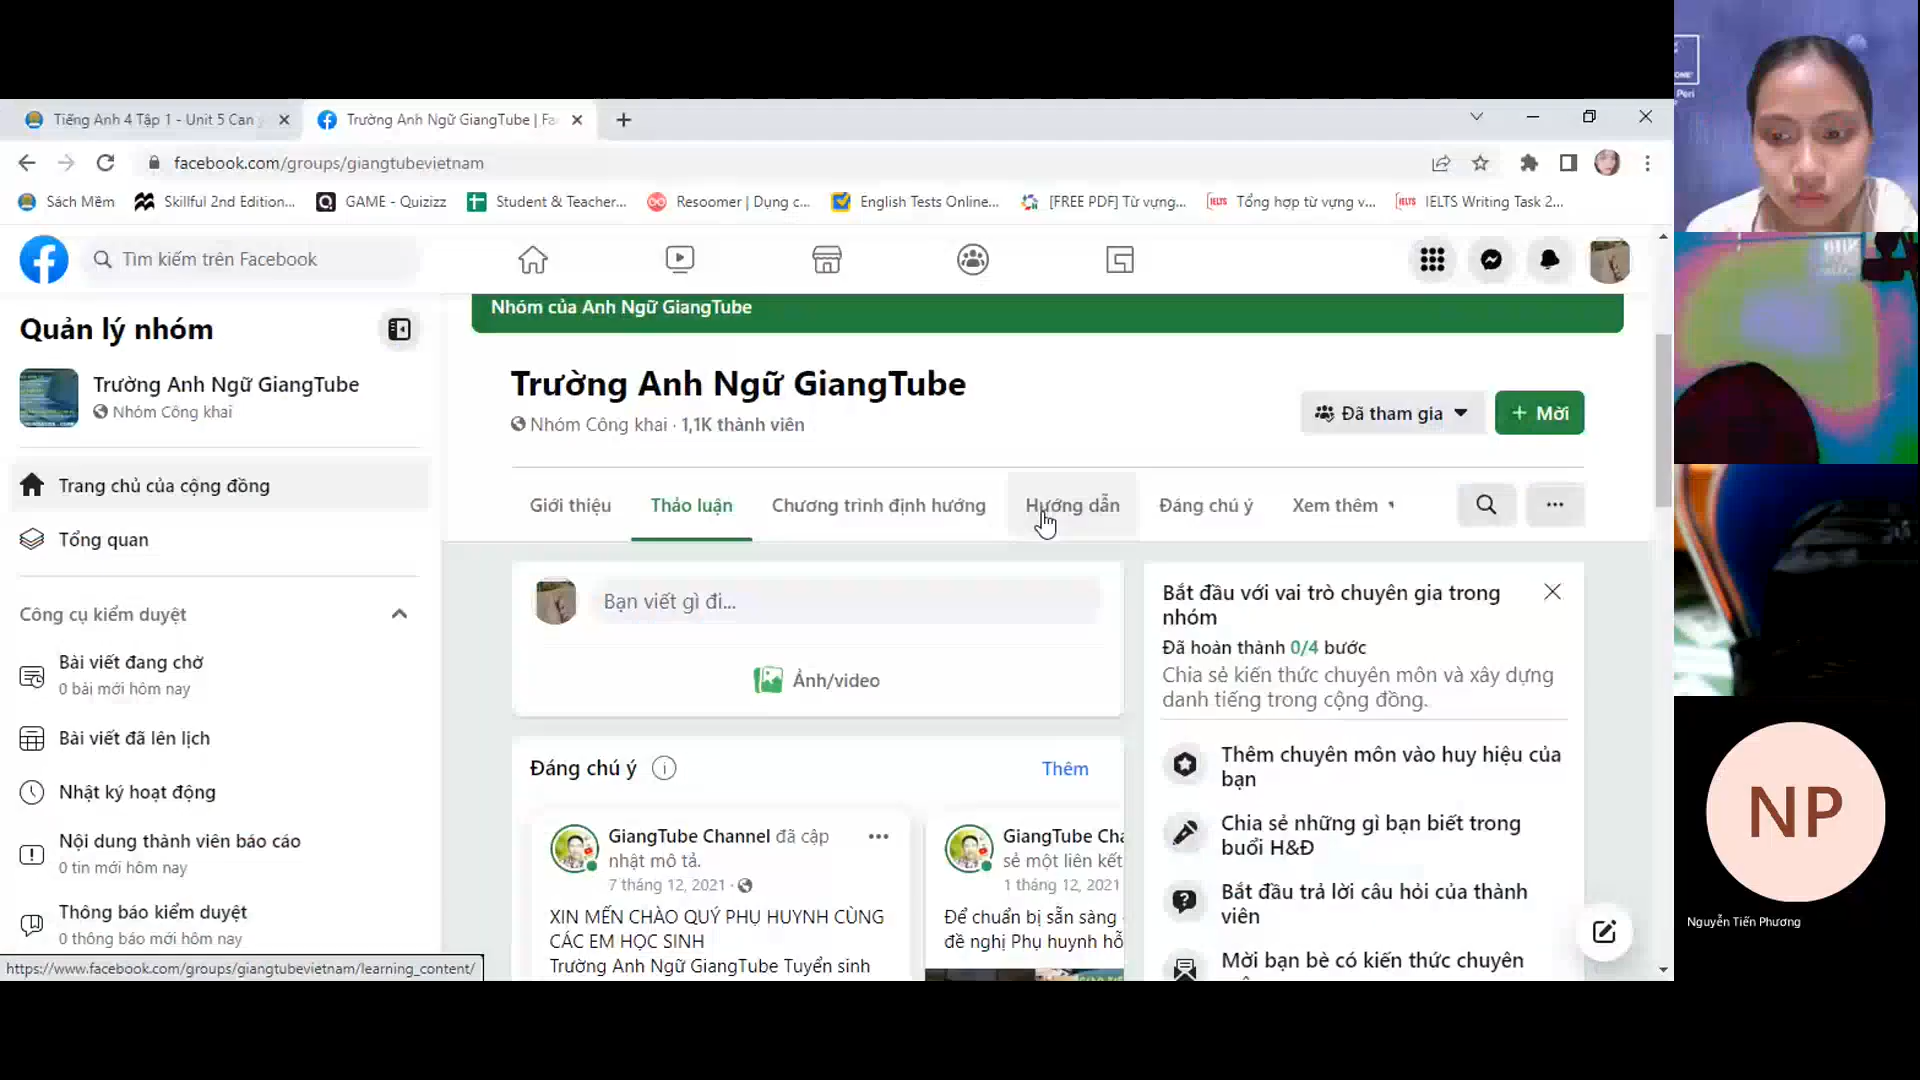 Tiếng Anh 4 Tập 1 - Unit 5 Can
Trường Anh Ngữ GiangTube | Fa
facebook.com/groups/giangtubevietnam
Sách Mềm
Skillful 2nd Edition...
GAME - Quizizz
Student & Teacher...
Resoomer | Dụng c...
English Tests Online...
[FREE PDF] Từ vựng...
IELTS
Tổng hợp từ vựng v...
IELTS
IELTS Writing Task 2...
Tìm kiếm trên Facebook
Quản lý nhóm
Trường Anh Ngữ GiangTube
Nhóm Công khai
Trang chủ của cộng đồng
Tổng quan
Công cụ kiểm duyệt
Bài viết đang chờ
0 bài mới hôm nay
Bài viết đã lên lịch
Nhật ký hoạt động
Nội dung thành viên báo cáo
0 tin mới hôm nay
Thông báo kiểm duyệt
0 thông báo mới hôm nay
https://www.facebook.com/groups/giangtubevietnam/learning_content/
Nhóm của Anh Ngữ GiangTube
Trường Anh Ngữ GiangTube
Nhóm Công khai · 1,1K thành viên
Đã tham gia
+ Mời
Giới thiệu
Thảo luận
Chương trình định hướng
Hướng dẫn
Đáng chú ý
Xem thêm
Bạn viết gì đi...
Ảnh/video
Đáng chú ý
Thêm
GiangTube Channel đã cập
nhật mô tả.
7 tháng 12, 2021 ·
XIN MẾN CHÀO QUÝ PHỤ HUYNH CÙNG
CÁC EM HỌC SINH
Trường Anh Ngữ GiangTube Tuyển sinh
GiangTube Cha
sẻ một liên kết
1 tháng 12, 2021
Để chuẩn bị sẵn sàng
đề nghị Phụ huynh hỗ
Bắt đầu với vai trò chuyên gia trong
nhóm
Đã hoàn thành 0/4 bước
Chia sẻ kiến thức chuyên môn và xây dựng
danh tiếng trong cộng đồng.
Thêm chuyên môn vào huy hiệu của
bạn
Chia sẻ những gì bạn biết trong
buổi H&Đ
Bắt đầu trả lời câu hỏi của thành
viên
Mời bạn bè có kiến thức chuyên
Peri
NP
Nguyễn Tiến Phương